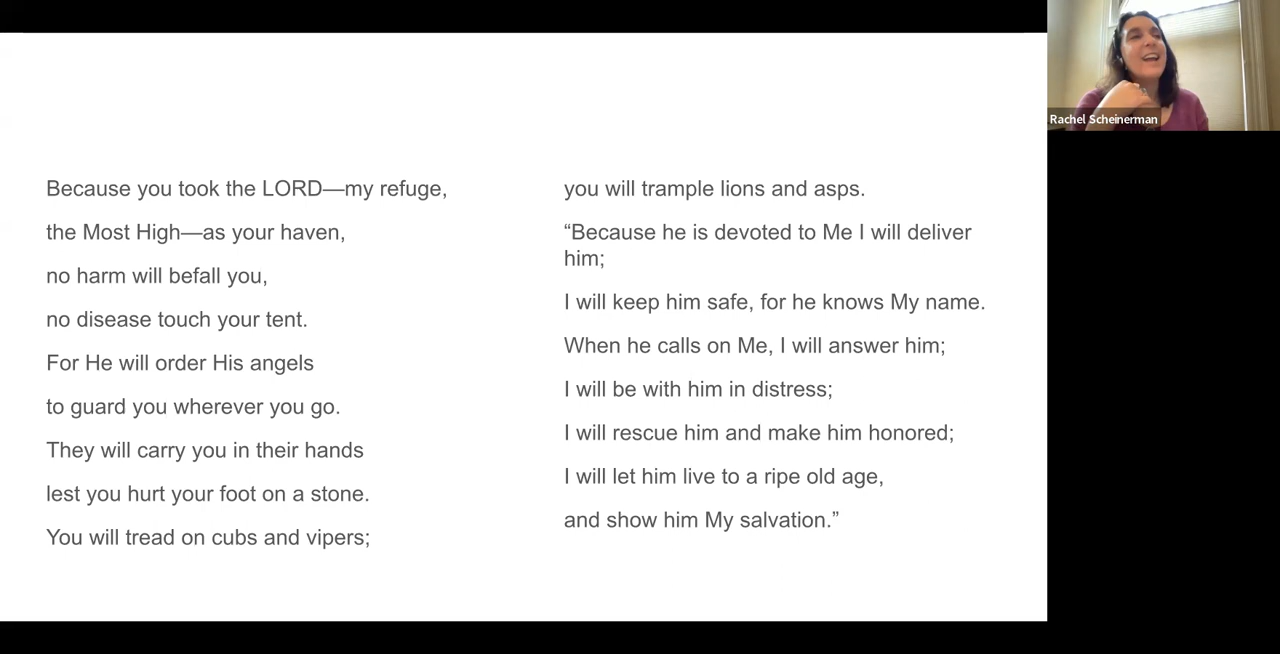 Because you took the LORD—my refuge,
the Most High—as your haven,
no harm will befall you,
no disease touch your tent.
For He will order His angels
to guard you wherever you go.
They will carry you in their hands
lest you hurt your foot on a stone.
You will tread on cubs and vipers;
you will trample lions and asps.
“Because he is devoted to Me I will deliver
him;
I will keep him safe, for he knows My name.
When he calls on Me, I will answer him;
I will be with him in distress;
I will rescue him and make him honored;
I will let him live to a ripe old age,
and show him My salvation.”
Rachel Scheinerman